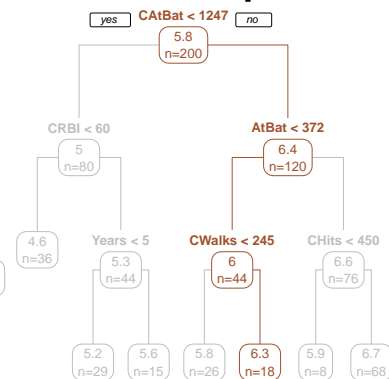 CAtBat < 1247
yes
no
5.8
n=200
CRBI < 60
AtBat < 372
5
n=80
6.4
n=120
4.6
n=36
Years < 5
CWalks < 245
CHits < 450
5.3
n=44
6
n=44
6.6
n=76
5.2
n=29
5.6
n=15
5.8
n=26
6.3
n=18
5.9
n=8
6.7
n=68